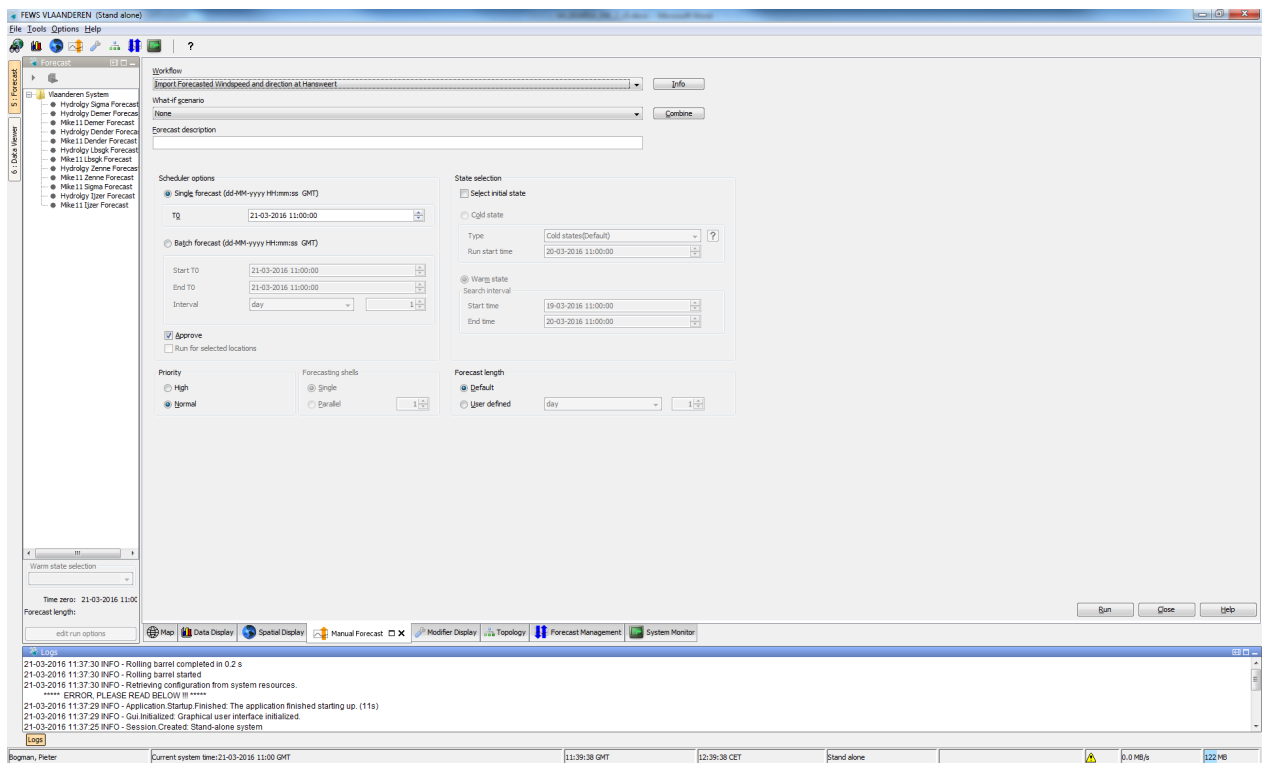 FEWS VLAANDEREN (Stand alone)
File Tools Options Help
?
5 : Forecast
6 : Data Viewer
Forecast
Vlaanderen System
Hydrolgy Sigma Forecast
Hydrolgy Demer Forecas
Mike11 Demer Forecast
Hydrolgy Dender Foreca
Mike11 Dender Forecast
Hydrolgy Lbsgk Forecast
Mike11 Lbsgk Forecast
Hydrolgy Zenne Forecas
Mike11 Zenne Forecast
Mike11 Sigma Forecast
Hydrolgy Ijzer Forecast
Mike11 Ijzer Forecast
Warm state selection
Time zero: 21-03-2016 11:00
Forecast length:
edit run options
Workflow
Import Forecasted Windspeed and direction at Hansweert
Info
What-if scenario
None
Combine
Forecast description
Scheduler options
Single forecast (dd-MM-yyyy HH:mm:ss GMT)
T0 21-03-2016 11:00:00
Batch forecast (dd-MM-yyyy HH:mm:ss GMT)
Start T0 21-03-2016 11:00:00
End T0 21-03-2016 11:00:00
Interval day 1
Approve
Run for selected locations
State selection
Select initial state
Cold state
Type Cold states(Default) ?
Run start time 20-03-2016 11:00:00
Warm state
Search interval
Start time 19-03-2016 11:00:00
End time 20-03-2016 11:00:00
Priority
High
Normal
Forecasting shells
Single
Parallel 1
Forecast length
Default
User defined day 1
Run Close Help
Map Data Display Spatial Display Manual Forecast Modifier Display Topology Forecast Management System Monitor
Logs
21-03-2016 11:37:30 INFO - Rolling barrel completed in 0.2 s
21-03-2016 11:37:30 INFO - Rolling barrel started
21-03-2016 11:37:30 INFO - Retrieving configuration from system resources.
***** ERROR, PLEASE READ BELOW !!! *****
21-03-2016 11:37:29 INFO - Application.Startup.Finished: The application finished starting up. (11s)
21-03-2016 11:37:29 INFO - Gui.Initialized: Graphical user interface initialized.
21-03-2016 11:37:25 INFO - Session.Created: Stand-alone system
Logs
Bogman, Pieter Current system time:21-03-2016 11:00 GMT 11:39:38 GMT 12:39:38 CET Stand alone 0.0 MB/s 122 MB